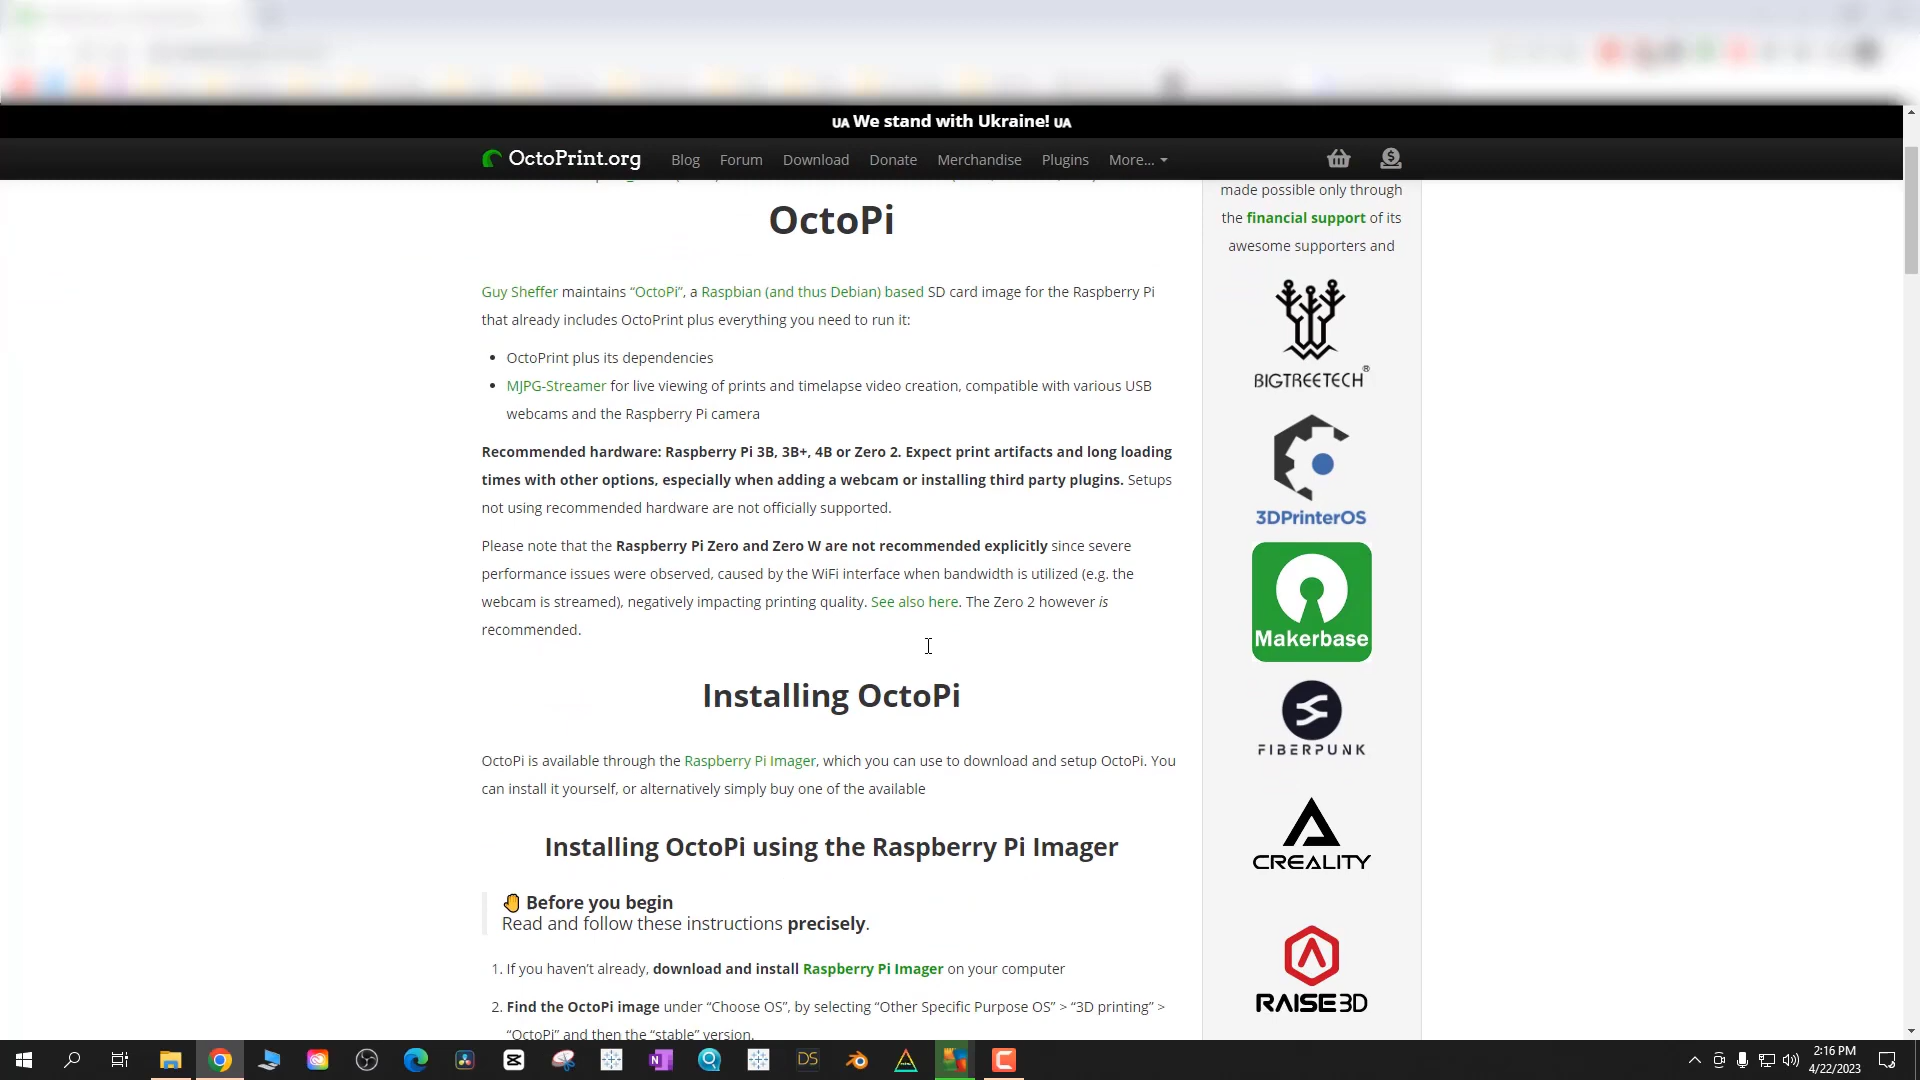 UA We stand with Ukraine! UA
OctoPrint.org Blog Forum Download Donate Merchandise Plugins More...
OctoPi
Guy Sheffer maintains “OctoPi”, a Raspbian (and thus Debian) based SD card image for the Raspberry Pi
that already includes OctoPrint plus everything you need to run it:
• OctoPrint plus its dependencies
• MJPG-Streamer for live viewing of prints and timelapse video creation, compatible with various USB
webcams and the Raspberry Pi camera
Recommended hardware: Raspberry Pi 3B, 3B+, 4B or Zero 2. Expect print artifacts and long loading
times with other options, especially when adding a webcam or installing third party plugins. Setups
not using recommended hardware are not officially supported.
Please note that the Raspberry Pi Zero and Zero W are not recommended explicitly since severe
performance issues were observed, caused by the WiFi interface when bandwidth is utilized (e.g. the
webcam is streamed), negatively impacting printing quality. See also here. The Zero 2 however is
recommended.
Installing OctoPi
OctoPi is available through the Raspberry Pi Imager, which you can use to download and setup OctoPi. You
can install it yourself, or alternatively simply buy one of the available
Installing OctoPi using the Raspberry Pi Imager
Before you begin
Read and follow these instructions precisely.
1. If you haven’t already, download and install Raspberry Pi Imager on your computer
2. Find the OctoPi image under “Choose OS”, by selecting “Other Specific Purpose OS” > “3D printing” >
“OctoPi” and then the “stable” version.
made possible only through
the financial support of its
awesome supporters and
BIGTREETECH®
3DPrinterOS
Makerbase
FIBERPUNK
CREALITY
RAISE3D
DS
2:16 PM
4/22/2023